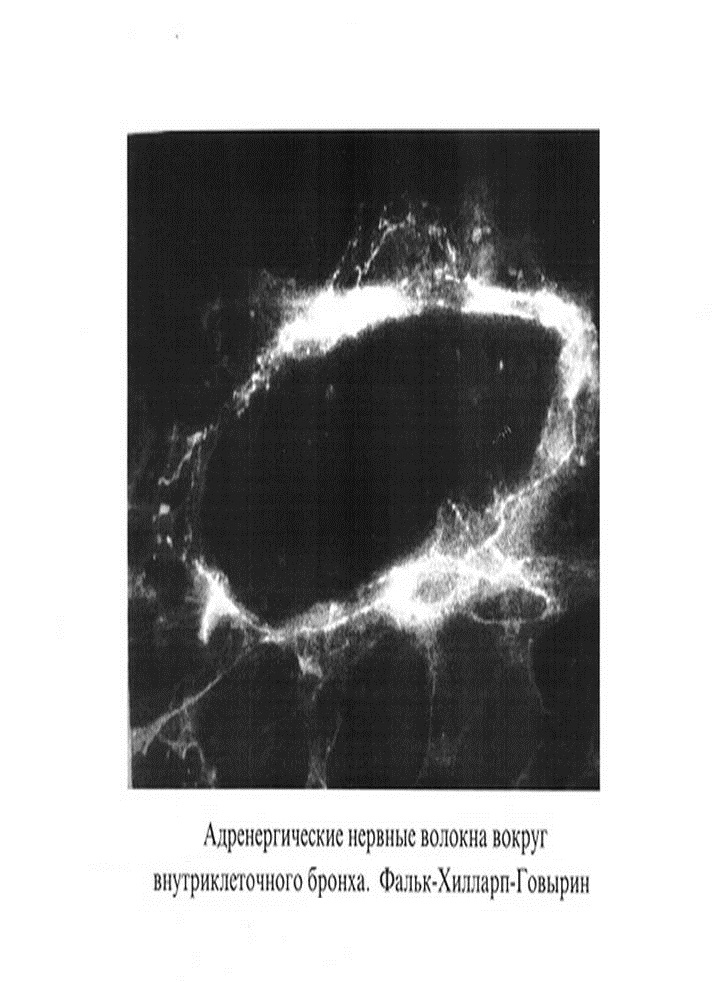 Адренергические нервные волокна вокруг
внутриклеточного бронха. Фальк-Хилларп-Говырин